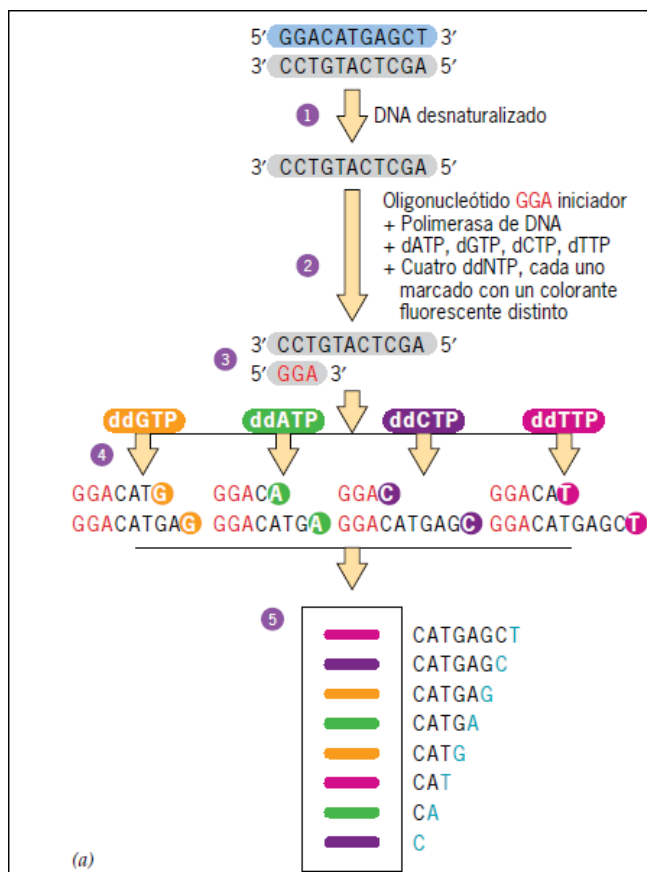 5′ GGACATGAGCT 3′
3′ CCTGTACTCGA 5′
1 DNA desnaturalizado
3′ CCTGTACTCGA 5′
Oligonucleótido GGA iniciador
+ Polimerasa de DNA
+ dATP, dGTP, dCTP, dTTP
2
+ Cuatro ddNTP, cada uno
marcado con un colorante
fluorescente distinto
3′ CCTGTACTCGA 5′
3
5′ GGA 3′
ddGTP ddATP ddCTP ddTTP
4
GGACATG GGACA GGAC GGACAT
GGACATGAG GGACATGA GGACATGAGC GGACATGAGCT
5
CATGAGCT
CATGAGC
CATGAG
CATGA
CATG
CAT
CA
C
(a)